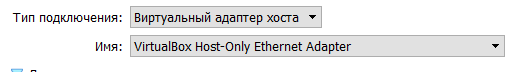 Тип подключения: Виртуальный адаптер хоста
Имя: VirtualBox Host-Only Ethernet Adapter